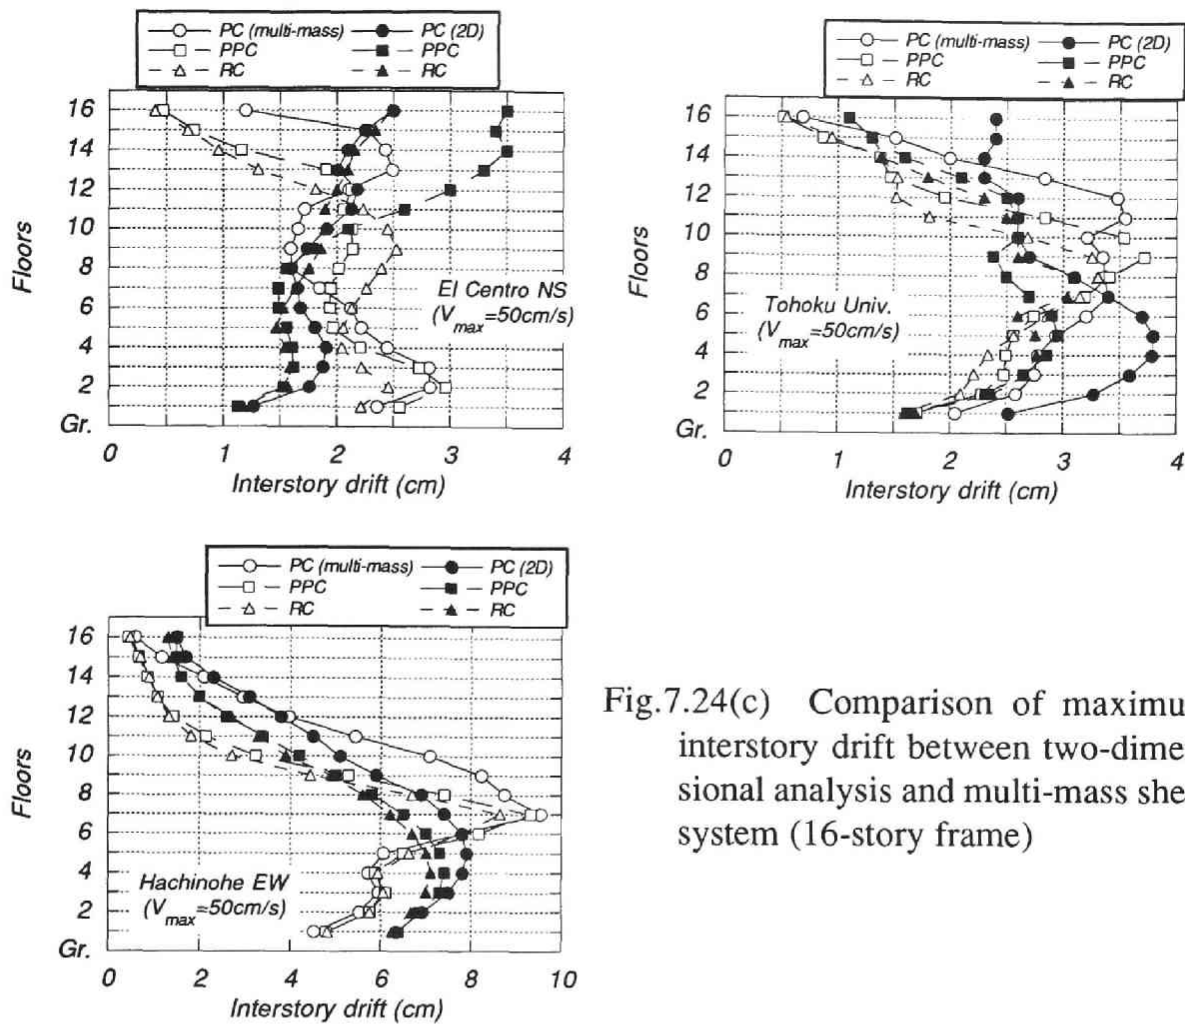 PC (multi-mass) PC (2D)
PPC PPC
RC RC
16
14
12
10
8
6
4
2
Gr.
Floors
El Centro NS
(Vmax=50cm/s)
0 1 2 3 4
Interstory drift (cm)
PC (multi-mass) PC (2D)
PPC PPC
RC RC
16
14
12
10
8
6
4
2
Gr.
Floors
Tohoku Univ.
(Vmax=50cm/s)
0 1 2 3 4
Interstory drift (cm)
PC (multi-mass) PC (2D)
PPC PPC
RC RC
16
14
12
10
8
6
4
2
Gr.
Floors
Hachinohe EW
(Vmax=50cm/s)
0 2 4 6 8 10
Interstory drift (cm)
Fig.7.24(c) Comparison of maximu
interstory drift between two-dime
sional analysis and multi-mass she
system (16-story frame)